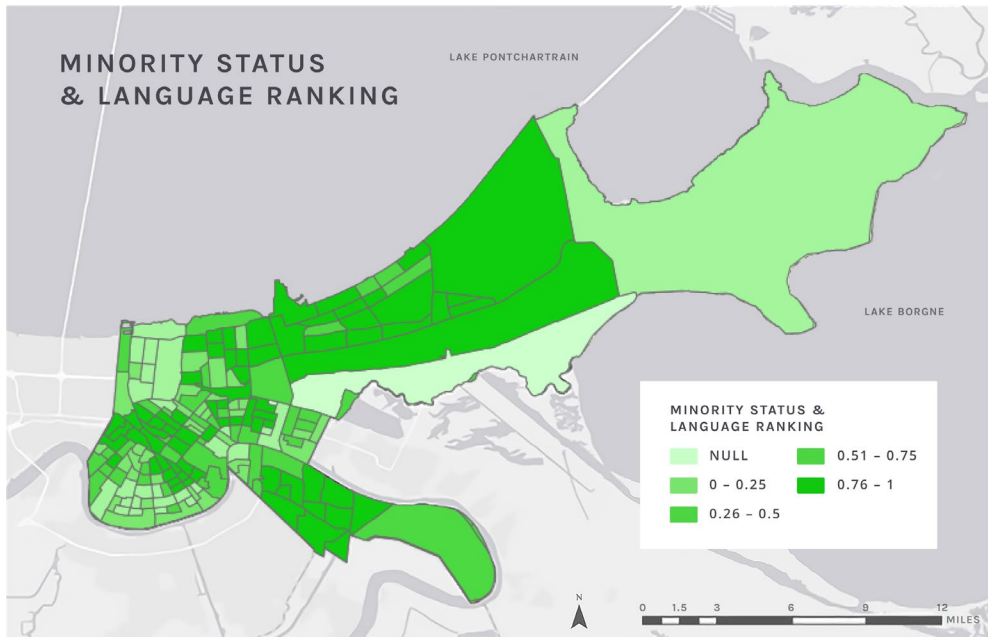 MINORITY STATUS
& LANGUAGE RANKING
LAKE PONTCHARTRAIN
LAKE BORGNE
MINORITY STATUS &
LANGUAGE RANKING
NULL
0 – 0.25
0.26 – 0.5
0.51 – 0.75
0.76 – 1
N
0 1.5 3 6 9 12
MILES